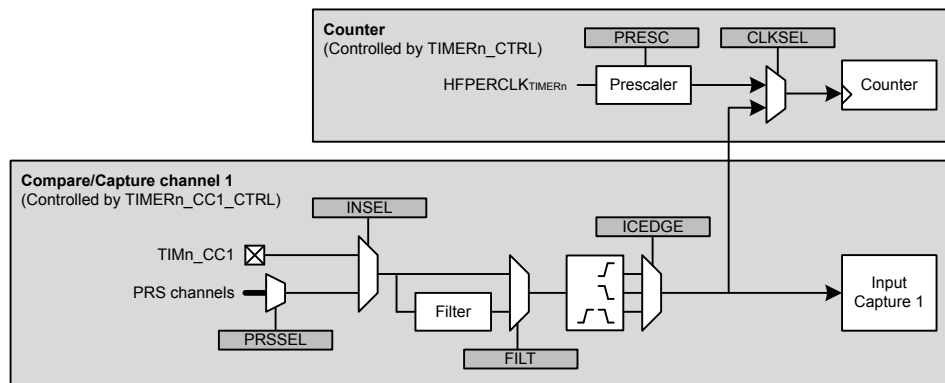 Counter
(Controlled by TIMERn_CTRL)
PRESC
CLKSEL
HFPERCLKTIMERn
Prescaler
Counter
Compare/Capture channel 1
(Controlled by TIMERn_CC1_CTRL)
INSEL
ICEDGE
TIMn_CC1
PRS channels
Filter
Input
Capture 1
PRSSEL
FILT